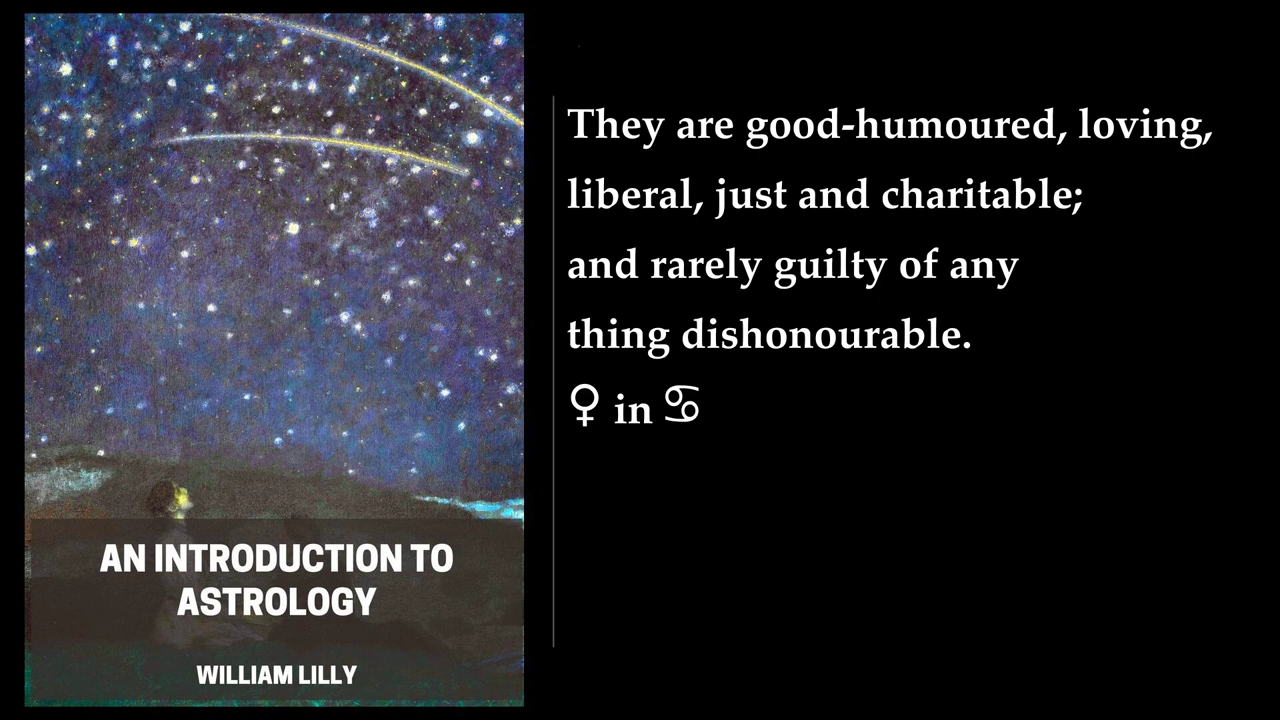 They are good-humoured, loving,
liberal, just and charitable;
and rarely guilty of any
thing dishonourable.
♀ in ♋
AN INTRODUCTION TO
ASTROLOGY
WILLIAM LILLY